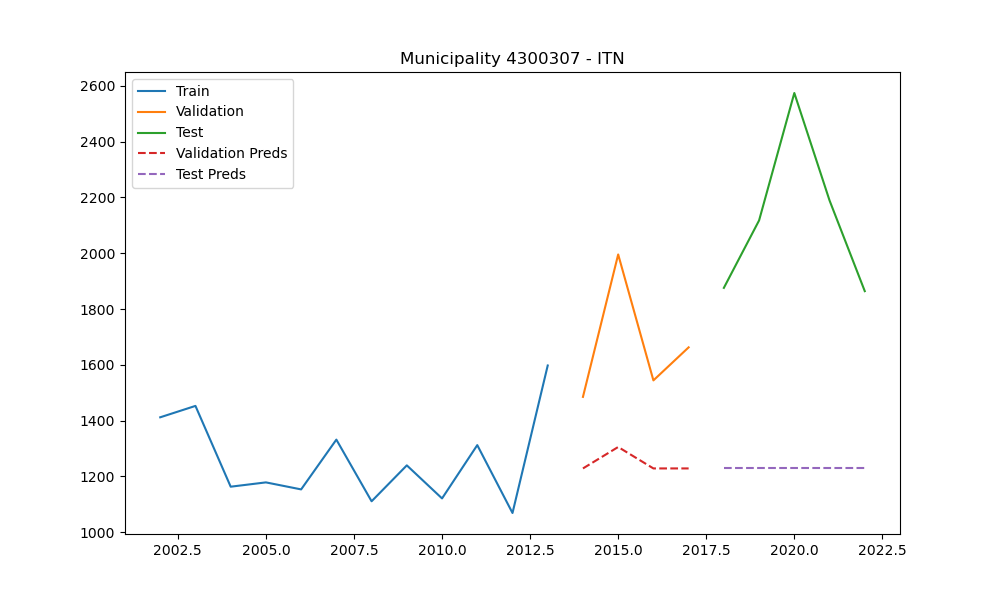 Municipality 4300307 - ITN
2600
2400
2200
2000
1800
1600
1400
1200
1000
Train
Validation
Test
Validation Preds
Test Preds
2002.5 2005.0 2007.5 2010.0 2012.5 2015.0 2017.5 2020.0 2022.5